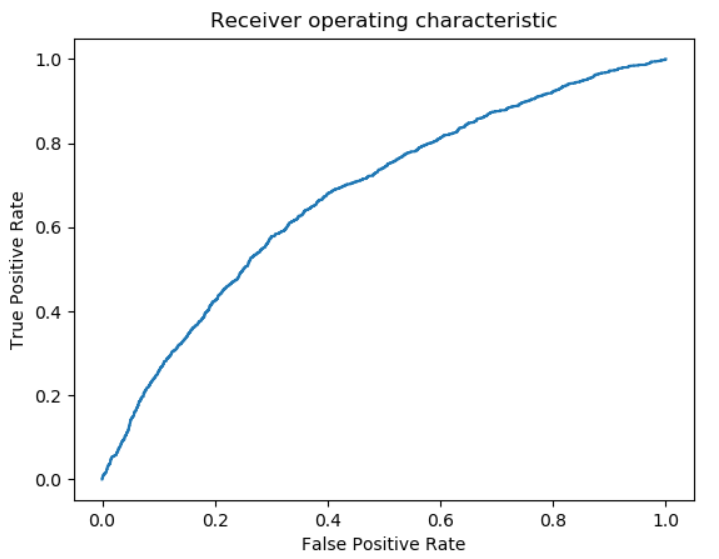 Receiver operating characteristic
True Positive Rate
1.0
0.8
0.6
0.4
0.2
0.0
0.0 0.2 0.4 0.6 0.8 1.0
False Positive Rate